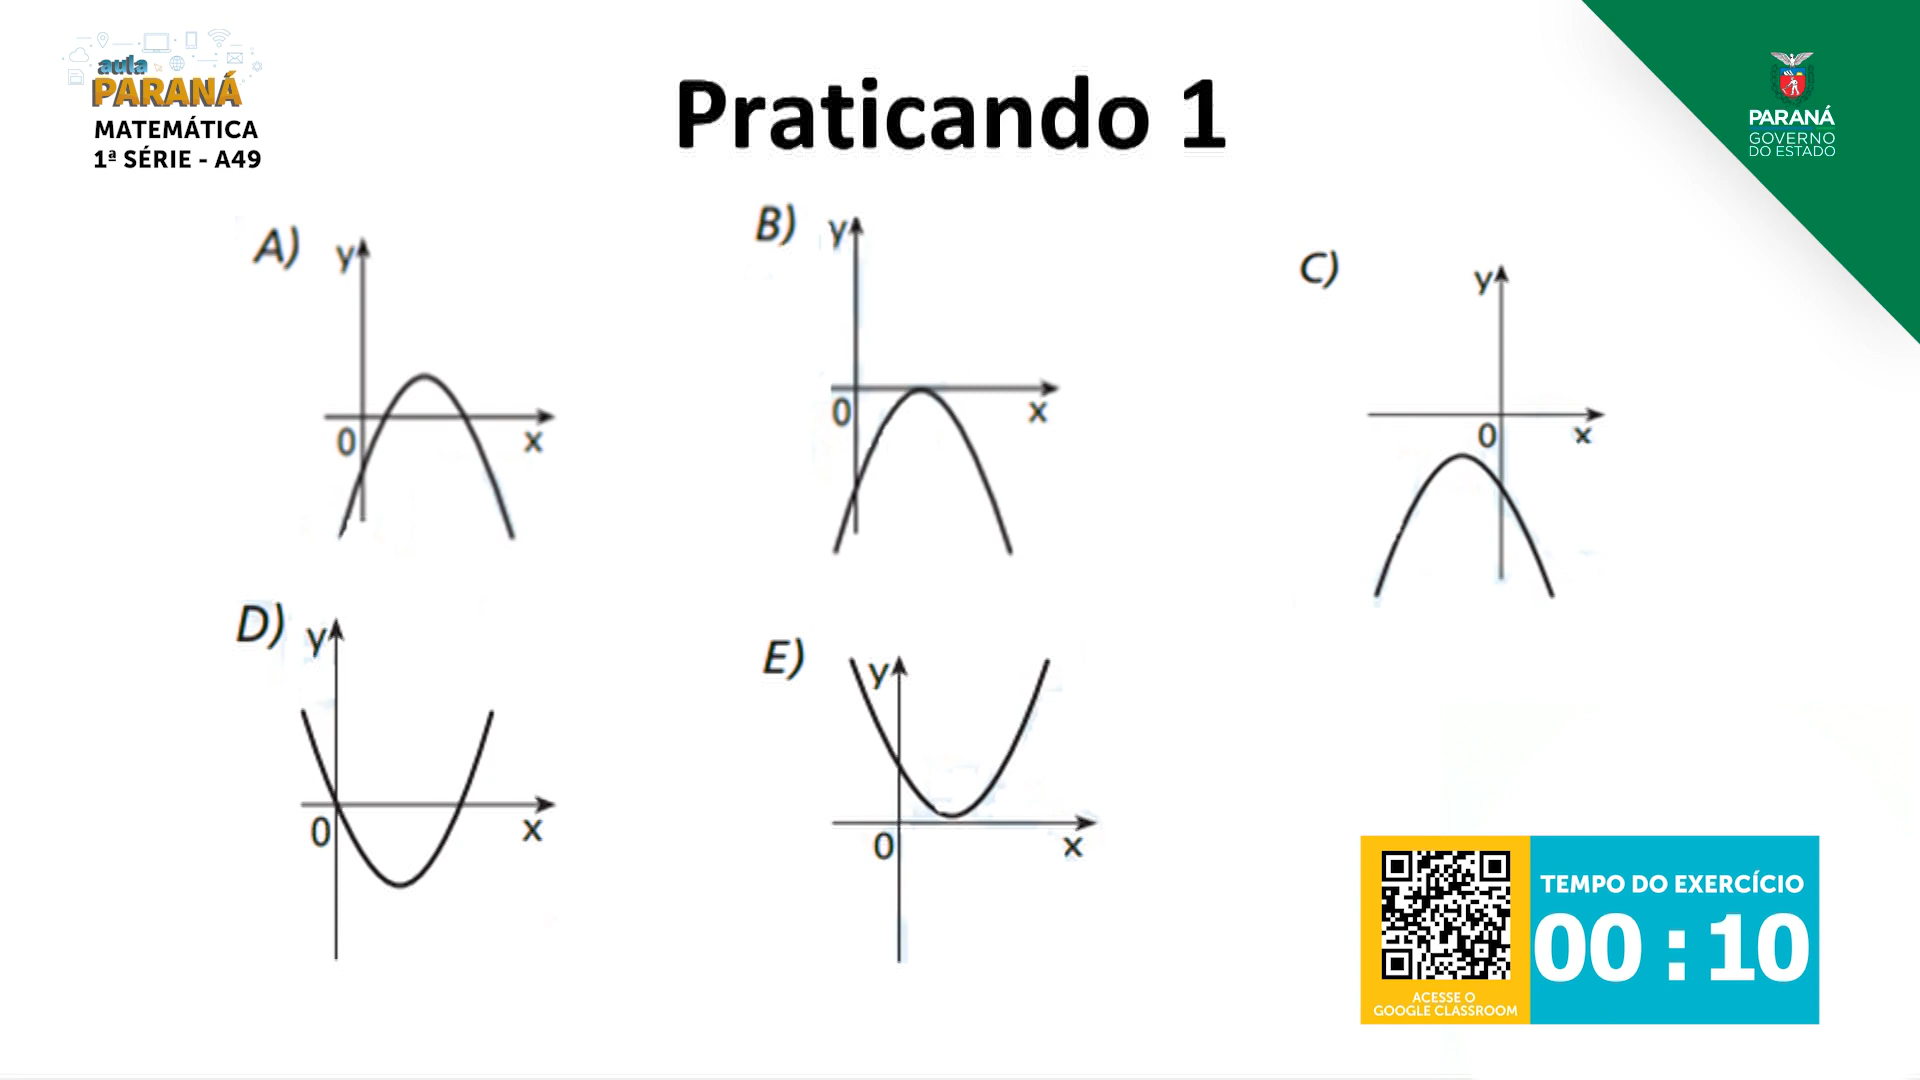 aula
PARANÁ
MATEMÁTICA
1ª SÉRIE - A49
Praticando 1
PARANÁ
GOVERNO
DO ESTADO
A) y
0 x
B) y
0 x
C) y
0 x
D) y
0 x
E) y
0 x
TEMPO DO EXERCÍCIO
00 : 10
ACESSE O
GOOGLE CLASSROOM